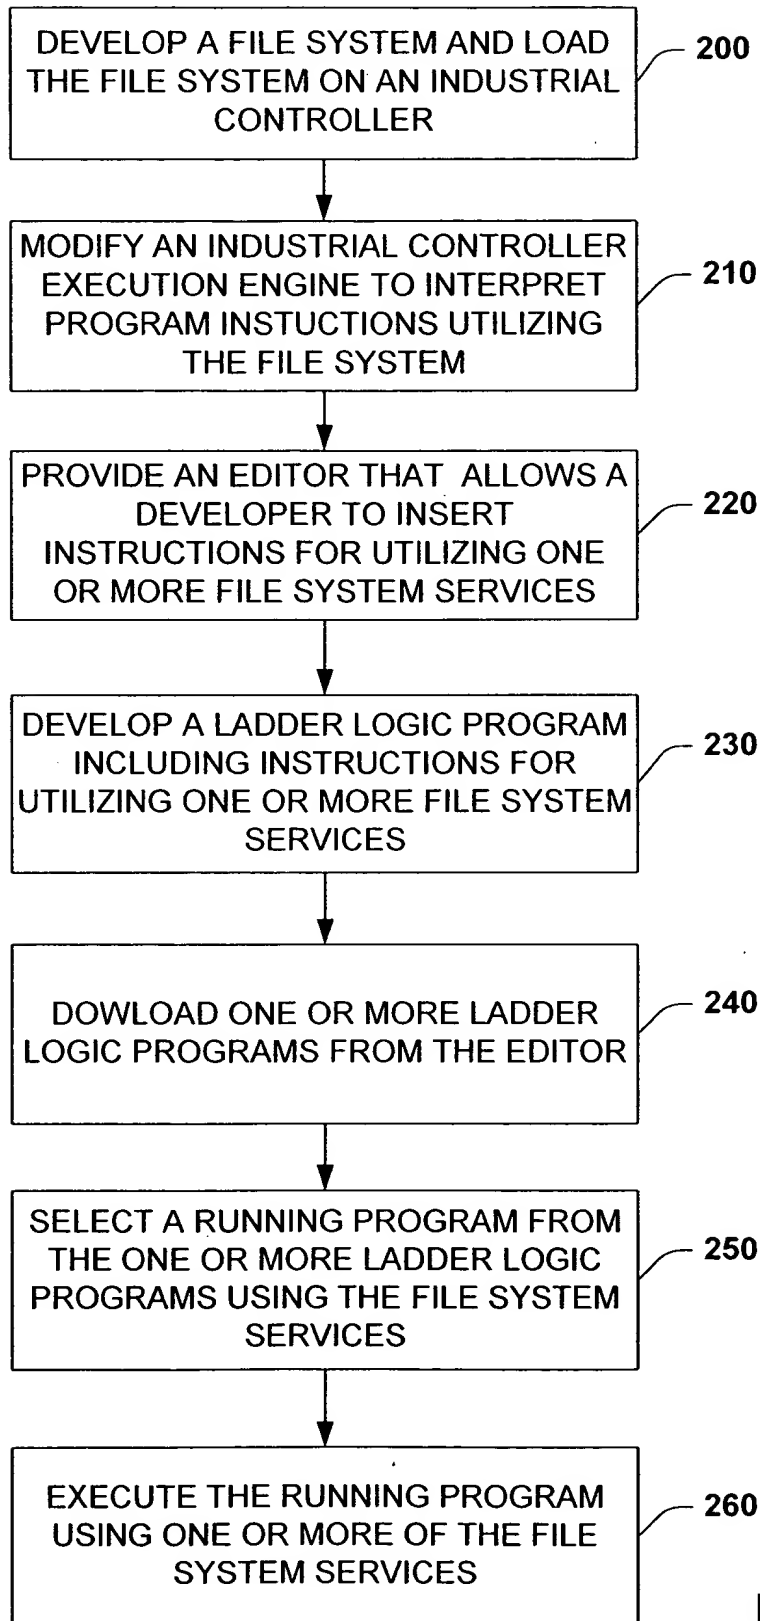 DEVELOP A FILE SYSTEM AND LOAD
THE FILE SYSTEM ON AN INDUSTRIAL
CONTROLLER
200
MODIFY AN INDUSTRIAL CONTROLLER
EXECUTION ENGINE TO INTERPRET
PROGRAM INSTUCTIONS UTILIZING
THE FILE SYSTEM
210
PROVIDE AN EDITOR THAT ALLOWS A
DEVELOPER TO INSERT
INSTRUCTIONS FOR UTILIZING ONE
OR MORE FILE SYSTEM SERVICES
220
DEVELOP A LADDER LOGIC PROGRAM
INCLUDING INSTRUCTIONS FOR
UTILIZING ONE OR MORE FILE SYSTEM
SERVICES
230
DOWLOAD ONE OR MORE LADDER
LOGIC PROGRAMS FROM THE EDITOR
240
SELECT A RUNNING PROGRAM FROM
THE ONE OR MORE LADDER LOGIC
PROGRAMS USING THE FILE SYSTEM
SERVICES
250
EXECUTE THE RUNNING PROGRAM
USING ONE OR MORE OF THE FILE
SYSTEM SERVICES
260